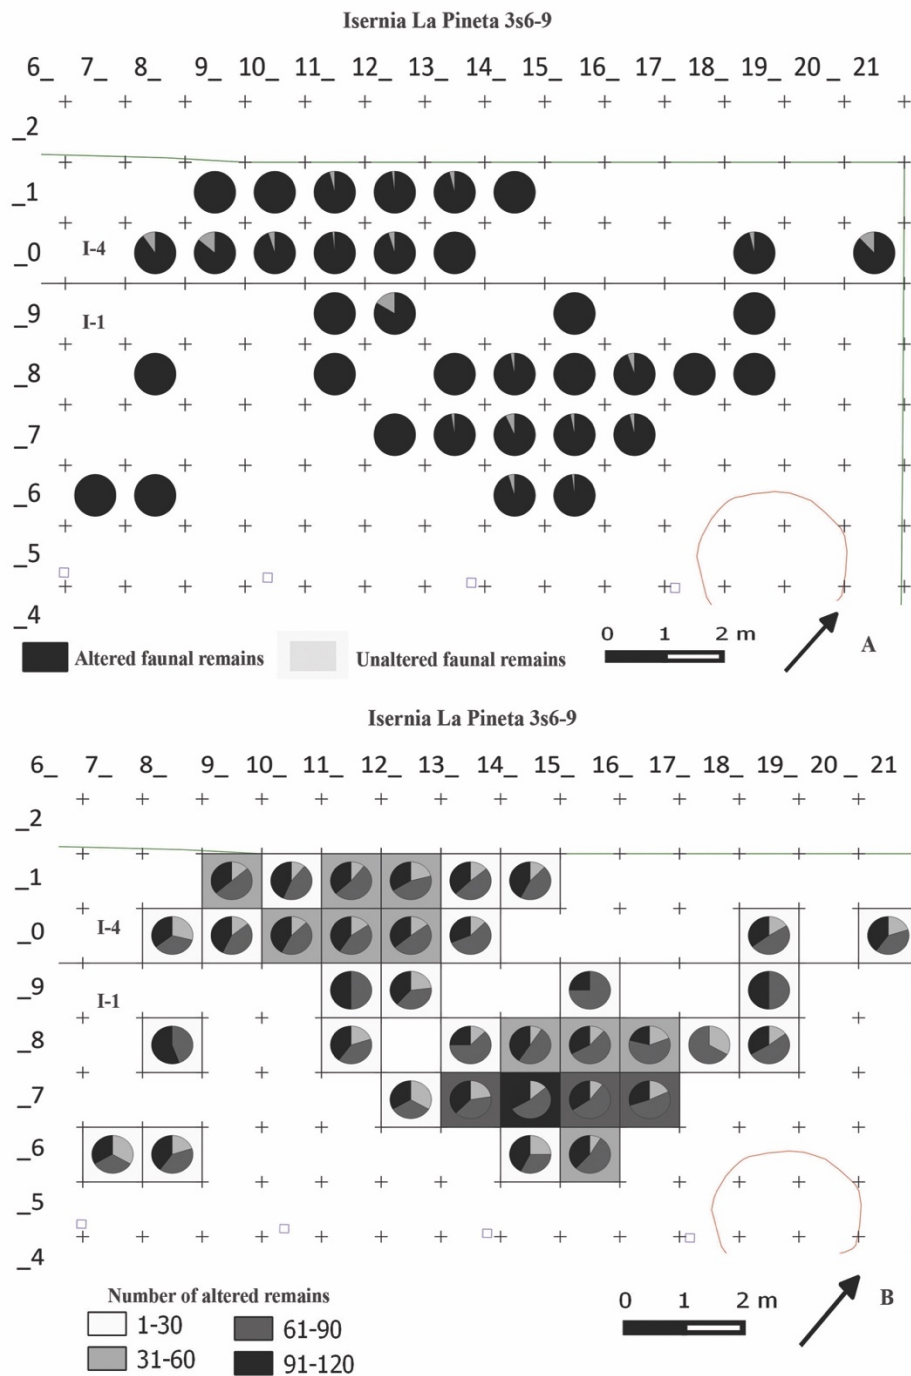 Isernia La Pineta 3s6-9
6_ 7_ 8_ 9_ 10_ 11_ 12_ 13_ 14_ 15_ 16_ 17_ 18_ 19_ 20_ 21
_2
_1
I-4
_0
_9
I-1
_8
_7
_6
_5
_4
0 1 2 m
Altered faunal remains
Unaltered faunal remains
A
Isernia La Pineta 3s6-9
6_ 7_ 8_ 9_ 10_ 11_ 12_ 13_ 14_ 15_ 16_ 17_ 18_ 19_ 20_ 21
_2
_1
I-4
_0
_9
I-1
_8
_7
_6
_5
_4
Number of altered remains
1-30
61-90
31-60
91-120
0 1 2 m
B